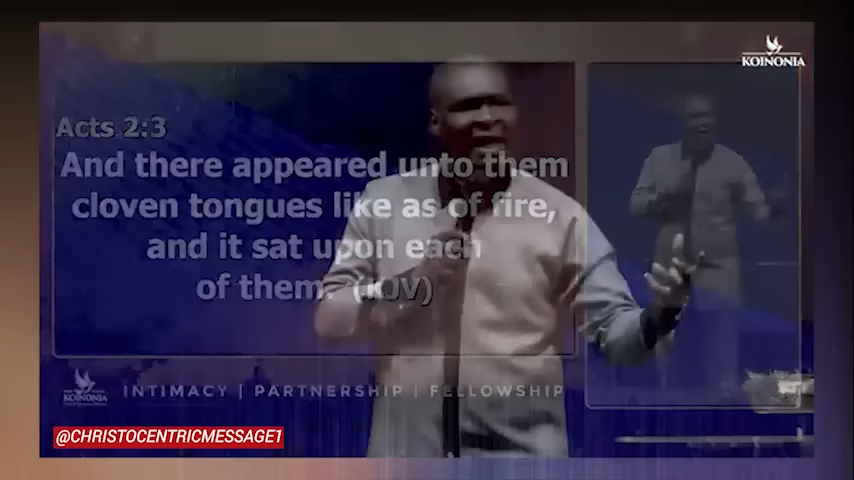 KOINONIA
Acts 2:3
And there appeared unto them
cloven tongues like as of fire,
and it sat upon each
of them. (KJV)
KOINONIA
INTIMACY | PARTNERSHIP | FELLOWSHIP
@CHRISTOCENTRICMESSAGE1